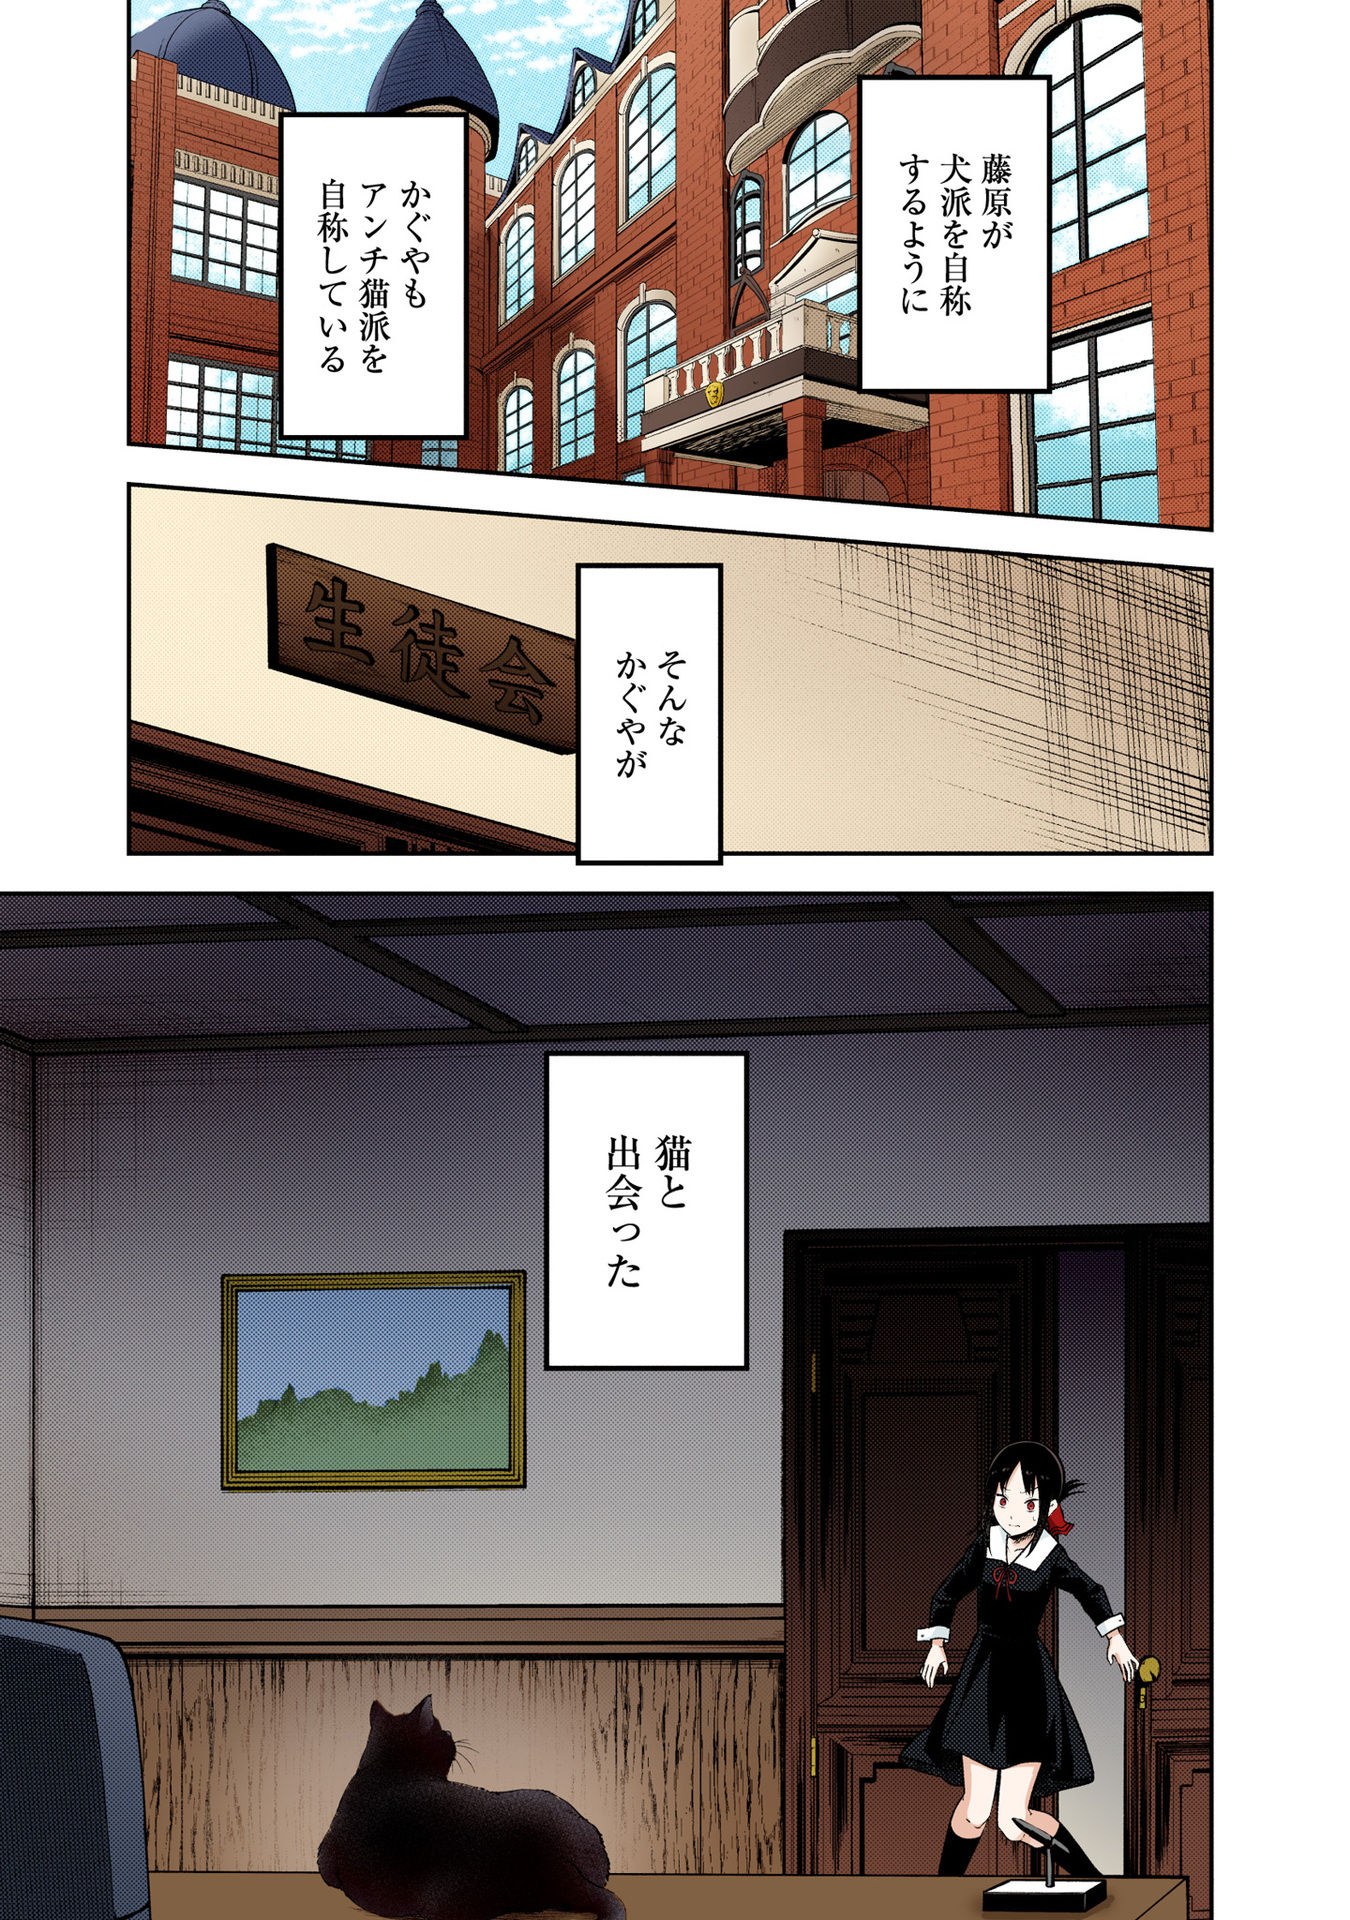 藤原が
犬派を自称
するように
かぐやも
アンチ猫派を
自称している
生徒会
そんな
かぐやが
猫と
出会った